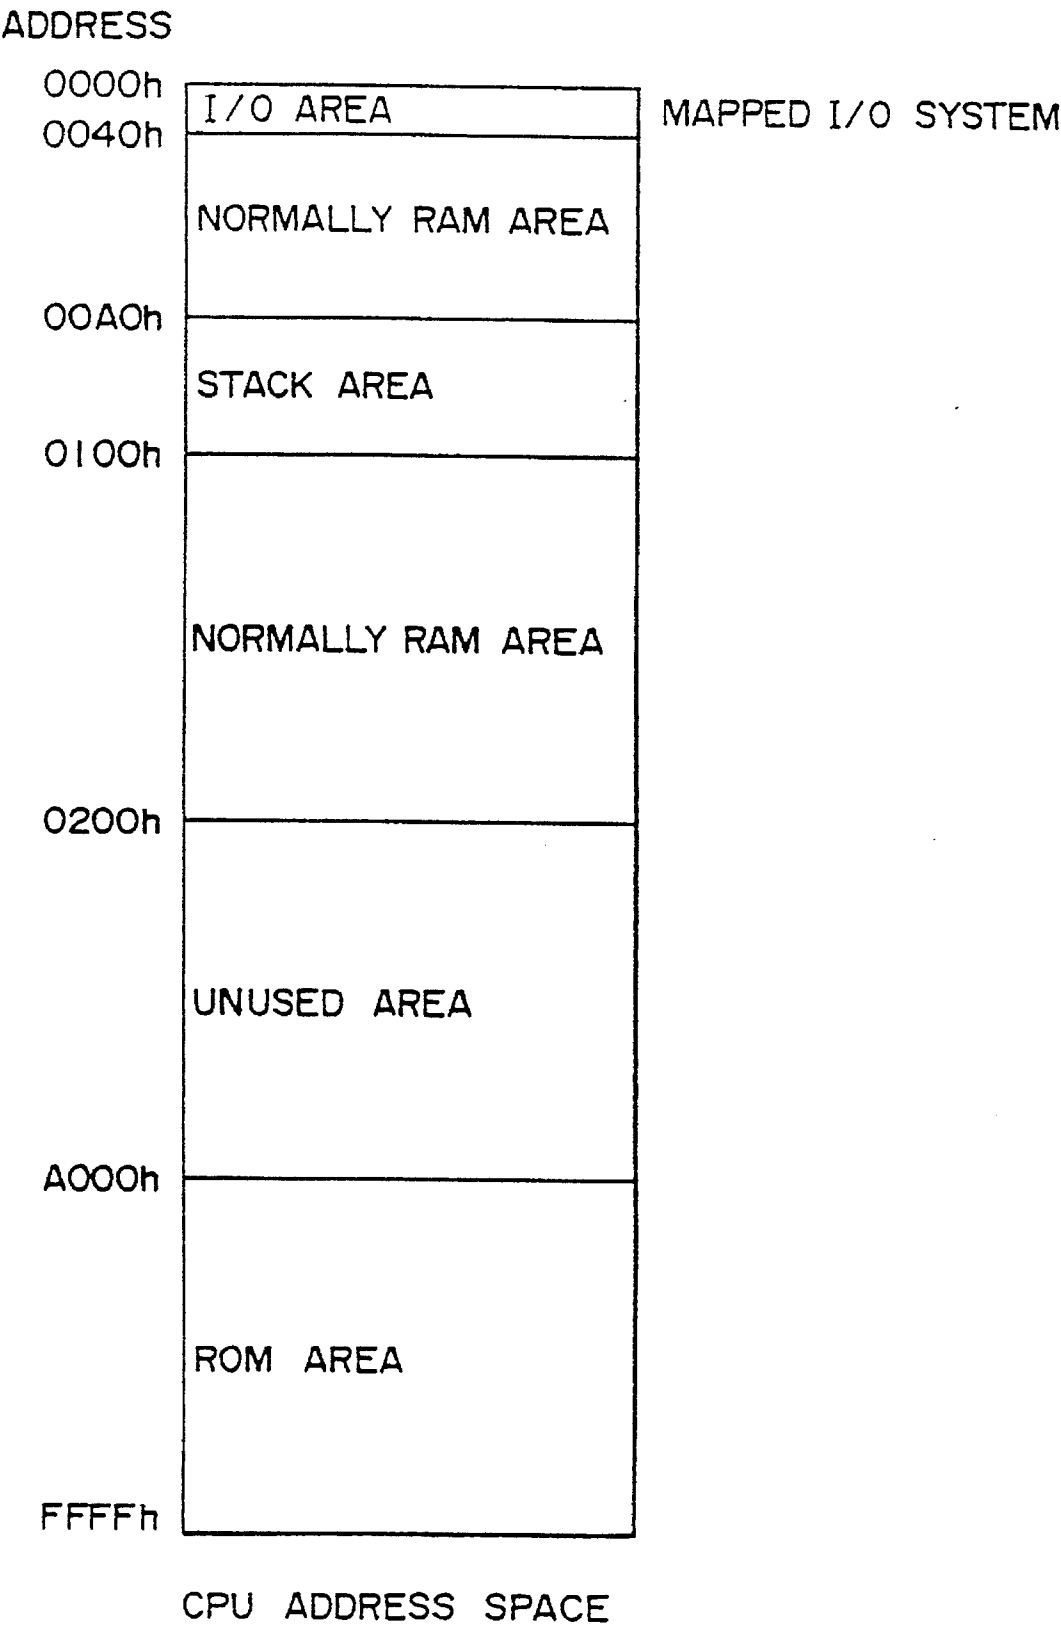 ADDRESS
0000h
I/O AREA
MAPPED I/O SYSTEM
0040h
NORMALLY RAM AREA
00A0h
STACK AREA
0100h
NORMALLY RAM AREA
0200h
UNUSED AREA
A000h
ROM AREA
FFFFh
CPU ADDRESS SPACE